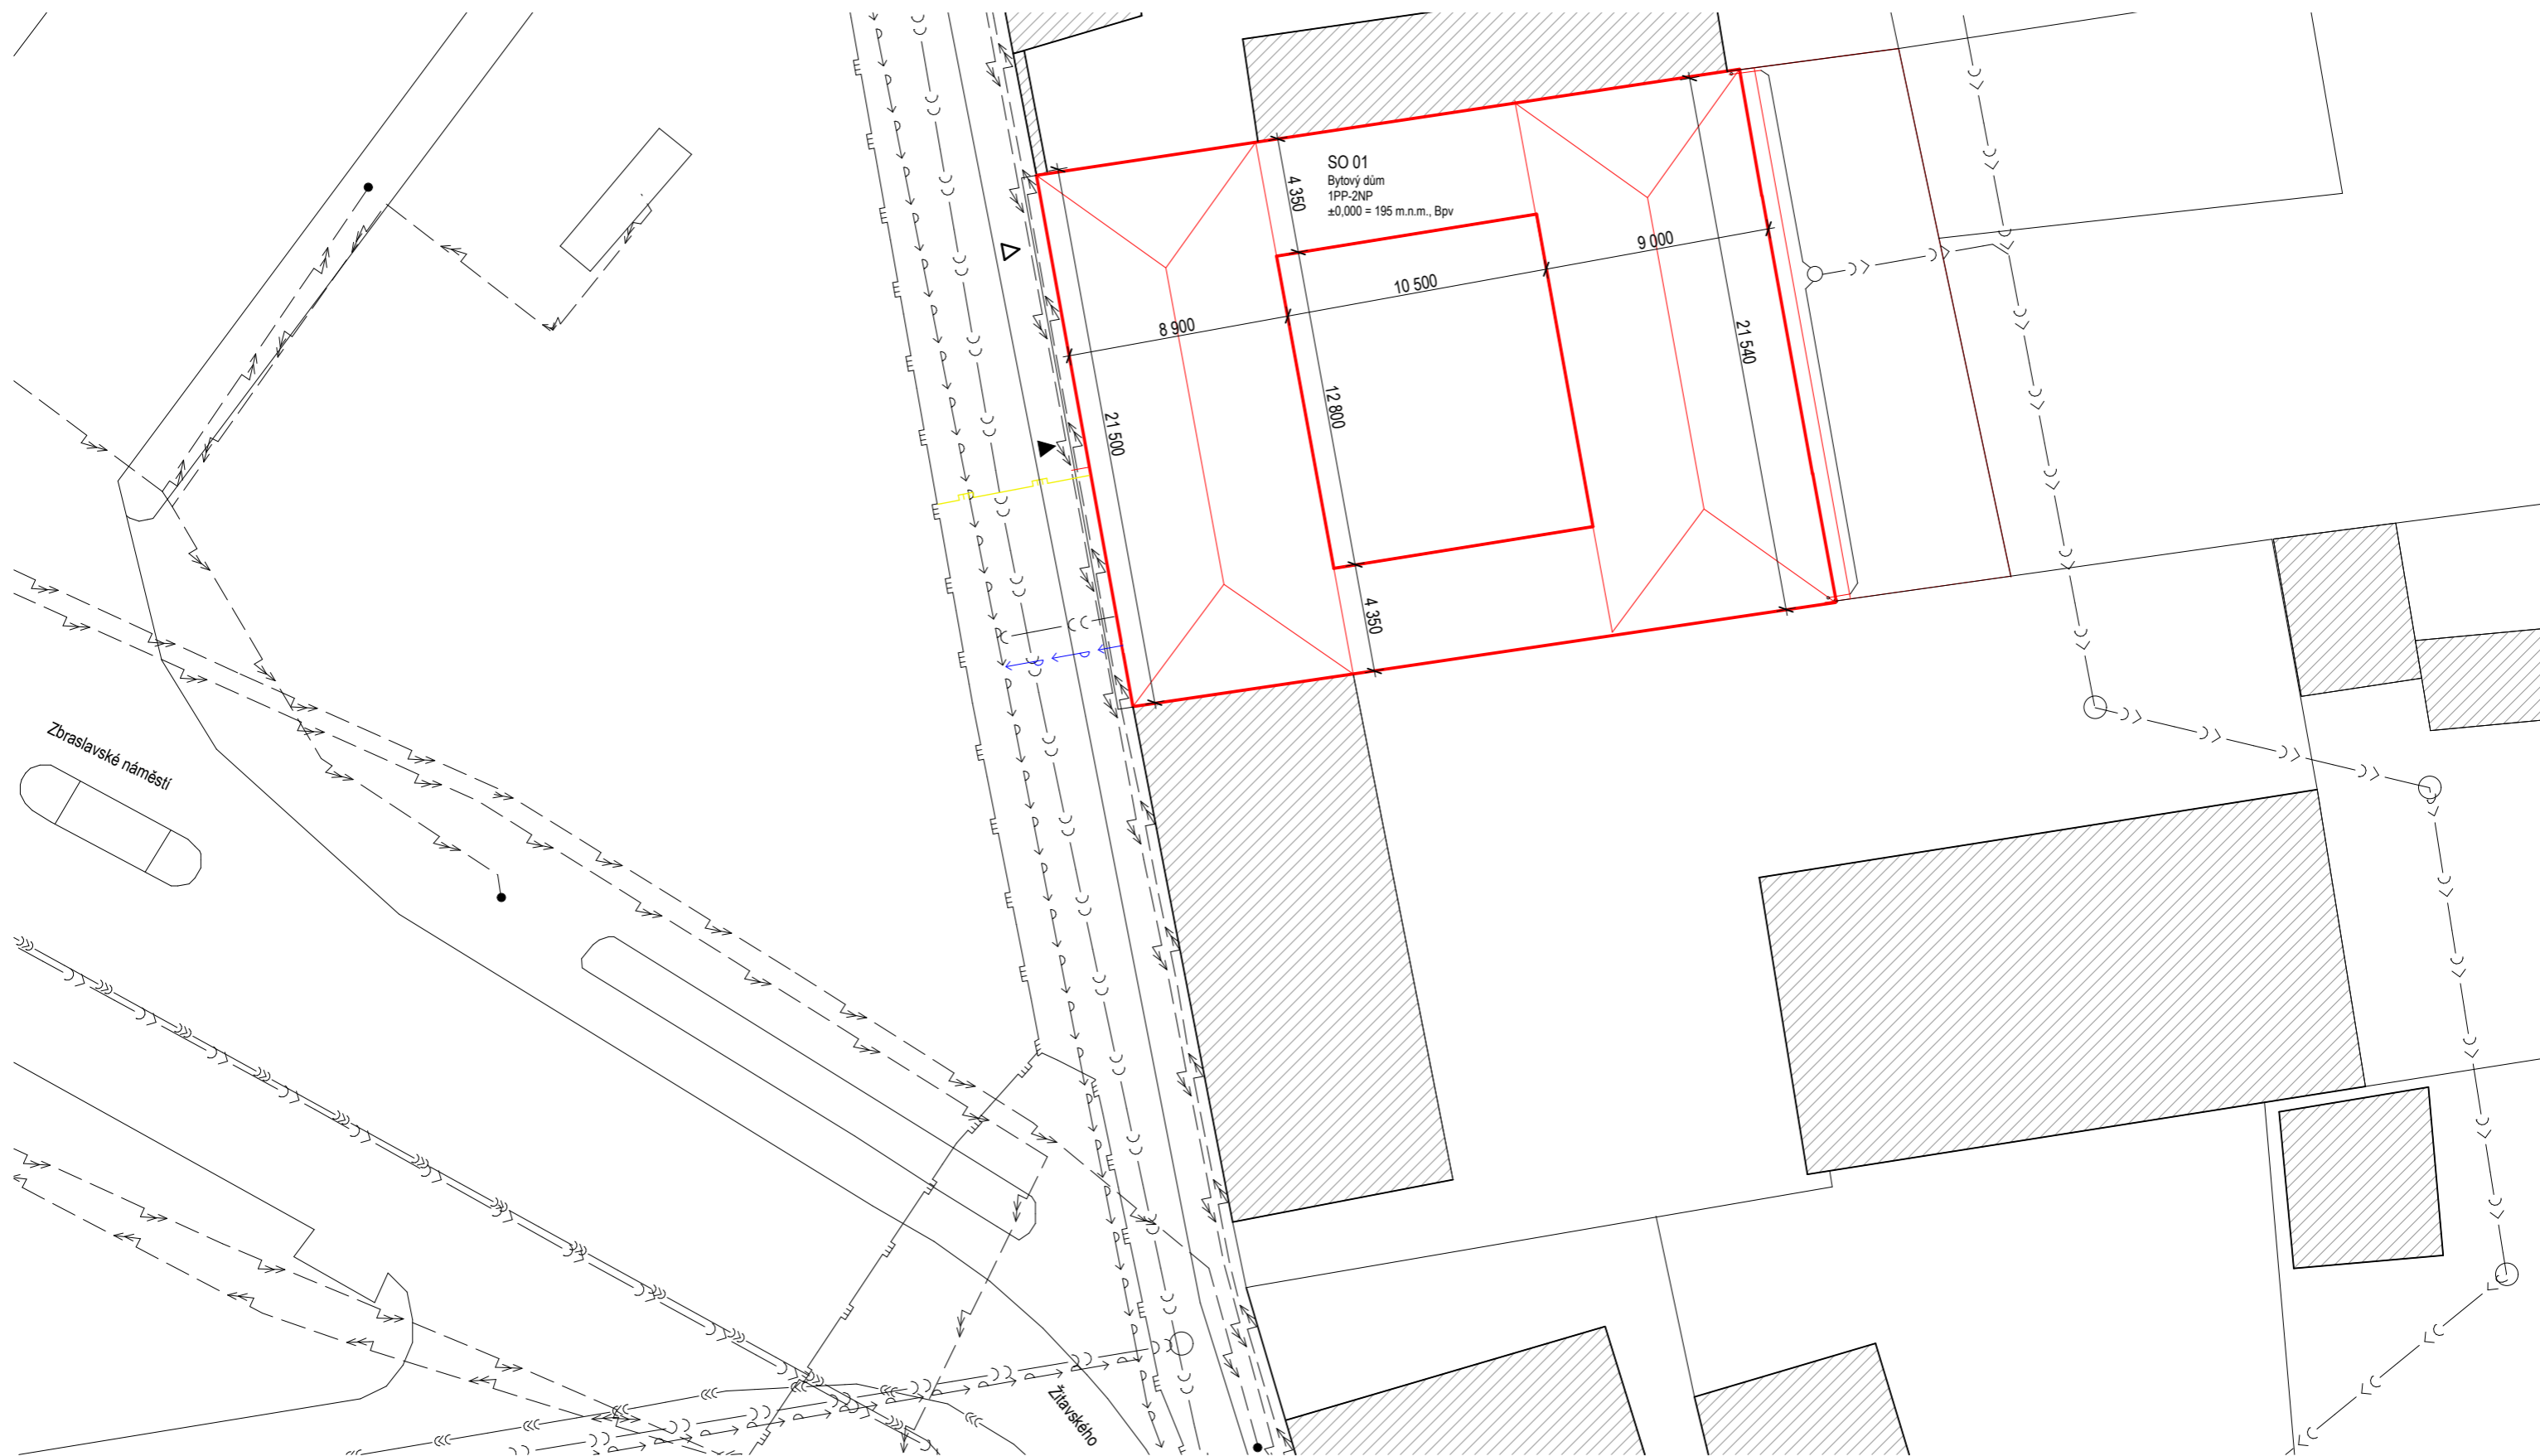 SO 01
Bytový dům
1PP-2NP
±0,000 = 195 m.n.m., Bpv
4 350
9 000
10 500
8 900
21 540
12 800
21 500
4 350
Zbraslavské náměstí
Žitavského